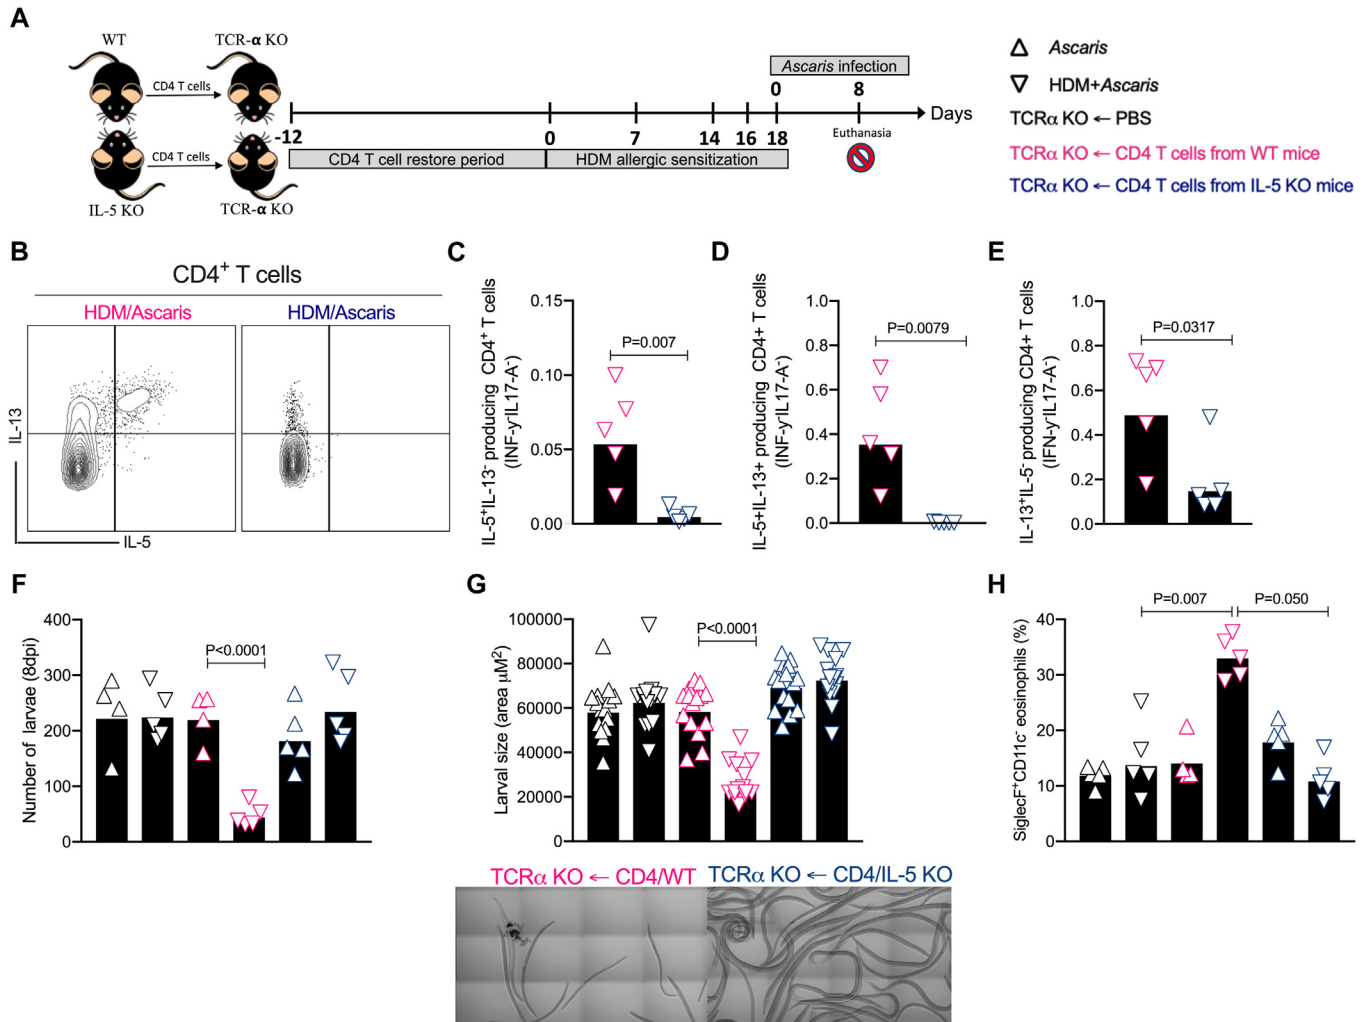 A
WT
TCR-α KO
CD4 T cells
CD4 T cells
IL-5 KO
TCR-α KO
Ascaris infection
0
8
Days
-12
0
7
14
16
18
Euthanasia
CD4 T cell restore period
HDM allergic sensitization
Ascaris
HDM+Ascaris
TCRα KO ← PBS
TCRα KO ← CD4 T cells from WT mice
TCRα KO ← CD4 T cells from IL-5 KO mice
B
CD4⁺ T cells
HDM/Ascaris
HDM/Ascaris
IL-13
IL-5
C
IL-5⁺IL-13⁻ producing CD4⁺ T cells
(INF-γ⁻IL17-A⁻)
0.15
0.10
0.05
0.00
P=0.007
D
IL-5+IL-13+ producing CD4+ T cells
(INF-γ⁻IL17-A⁻)
1.0
0.8
0.6
0.4
0.2
0.0
P=0.0079
E
IL-13⁺IL-5⁻ producing CD4+ T cells
(IFN-γ⁻IL17-A⁻)
1.0
0.8
0.6
0.4
0.2
0.0
P=0.0317
F
Number of larvae (8dpi)
400
300
200
100
0
P<0.0001
G
Larval size (area µM²)
100000
80000
60000
40000
20000
0
P<0.0001
TCRα KO ← CD4/WT
TCRα KO ← CD4/IL-5 KO
H
SiglecF⁺CD11c⁻ eosinophils (%)
40
30
20
10
0
P=0.007
P=0.050